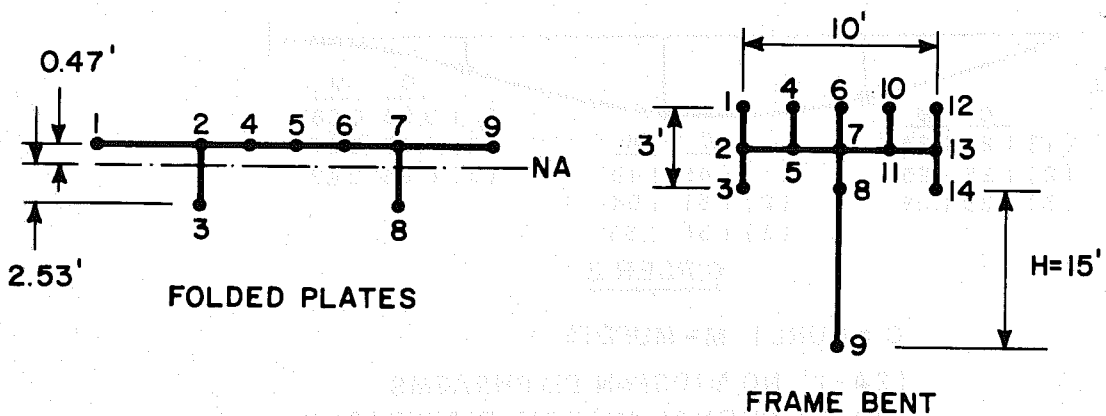 0.47'
1 2 4 5 6 7 9
NA
3 8
2.53'
FOLDED PLATES
10'
1 4 6 10 12
3'
2 5 7 11 13
3 8 14
H=15'
9
FRAME BENT